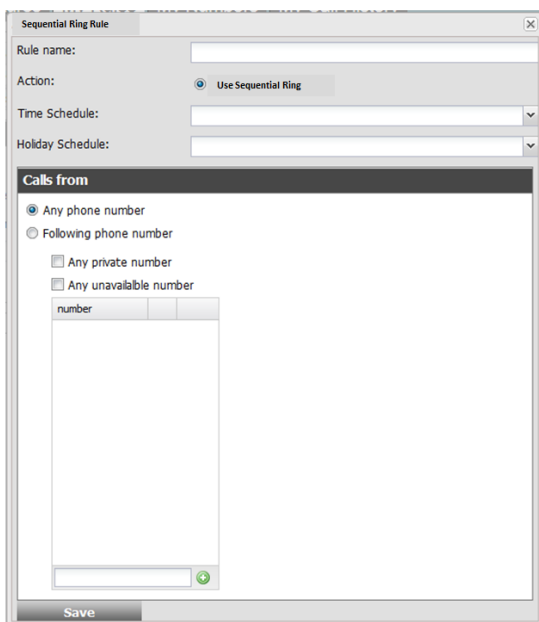 Sequential Ring Rule
Rule name:
Action:
Use Sequential Ring
Time Schedule:
Holiday Schedule:
Calls from
Any phone number
Following phone number
Any private number
Any unavailable number
number
Save